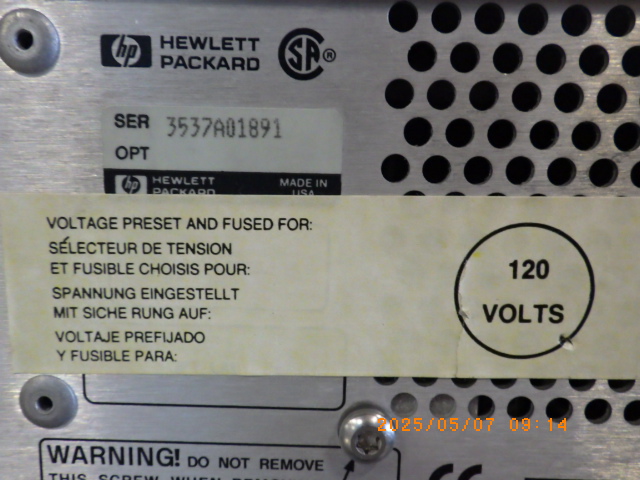 hp HEWLETT
PACKARD
SA®
SER 3537A01891
OPT
hp HEWLETT
PACKARD
MADE IN
USA
VOLTAGE PRESET AND FUSED FOR:
SÉLECTEUR DE TENSION
ET FUSIBLE CHOISIS POUR:
SPANNUNG EINGESTELLT
MIT SICHE RUNG AUF:
VOLTAJE PREFIJADO
Y FUSIBLE PARA:
120
VOLTS
2025/05/07 09:14
WARNING! DO NOT REMOVE
THIS SCREW WHEN